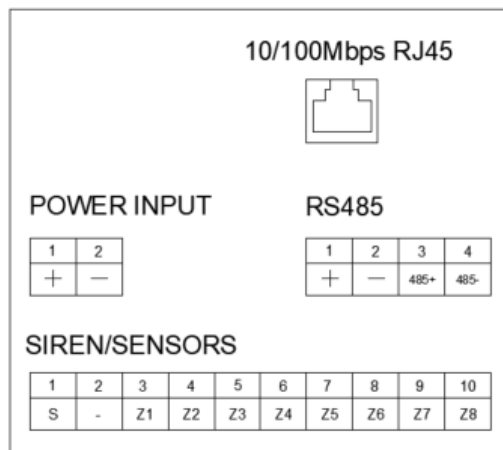 10/100Mbps RJ45
POWER INPUT RS485
1 2 1 2 3 4
+ — + — 485+ 485-
SIREN/SENSORS
1 2 3 4 5 6 7 8 9 10
S - Z1 Z2 Z3 Z4 Z5 Z6 Z7 Z8